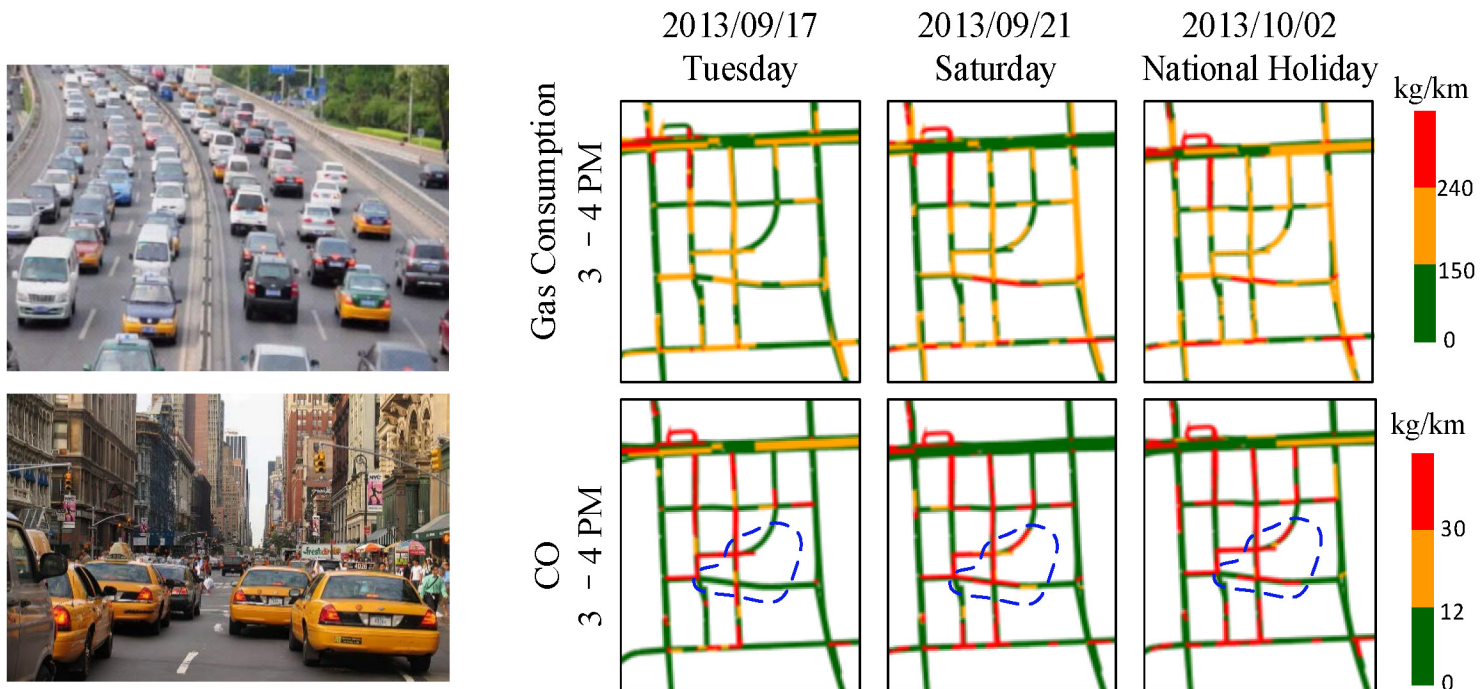 2013/09/17
Tuesday
2013/09/21
Saturday
2013/10/02
National Holiday
Gas Consumption
3 – 4 PM
kg/km
240
150
0
CO
3 – 4 PM
kg/km
30
12
0